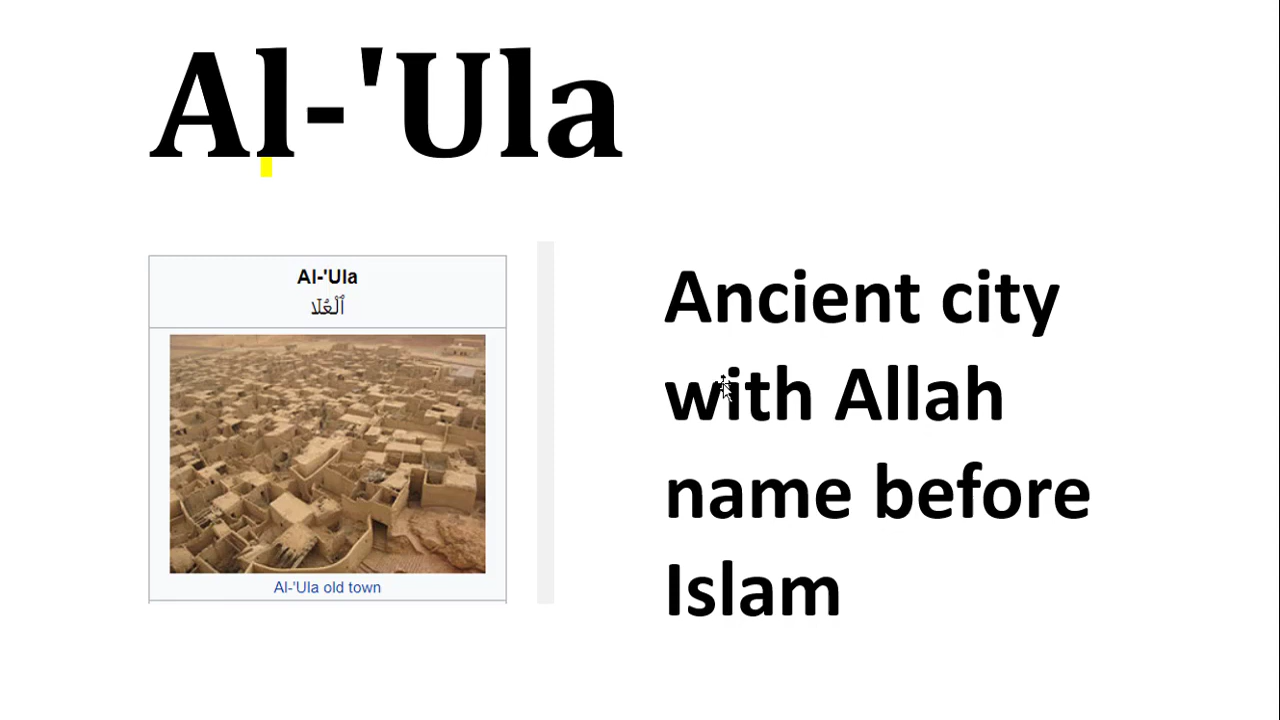 Al-'Ula
Al-'Ula
ٱلْعُلَا
Al-'Ula old town
Ancient city
with Allah
name before
Islam